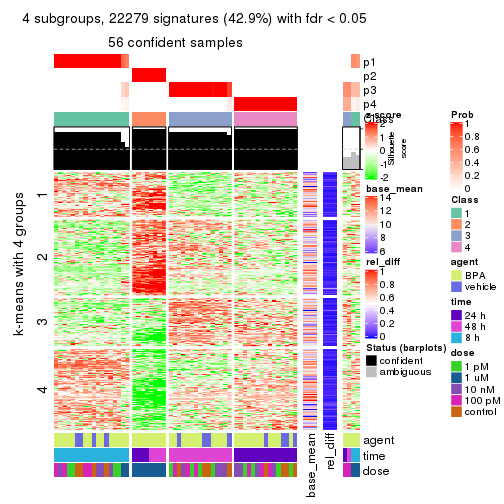 4 subgroups, 22279 signatures (42.9%) with fdr < 0.05
56 confident samples
p1
p2
p3
p4
Class
z-score
2
1
0
-1
-2
Silhouette
score
k-means with 4 groups
1
2
3
4
base_mean
14
12
10
8
6
rel_diff
1
0.8
0.6
0.4
0.2
0
Status (barplots)
confident
ambiguous
Prob
1
0.8
0.6
0.4
0.2
0
Class
1
2
3
4
agent
BPA
vehicle
time
24 h
48 h
8 h
dose
1 pM
1 uM
10 nM
100 pM
control
agent
time
dose
base_mean
rel_diff